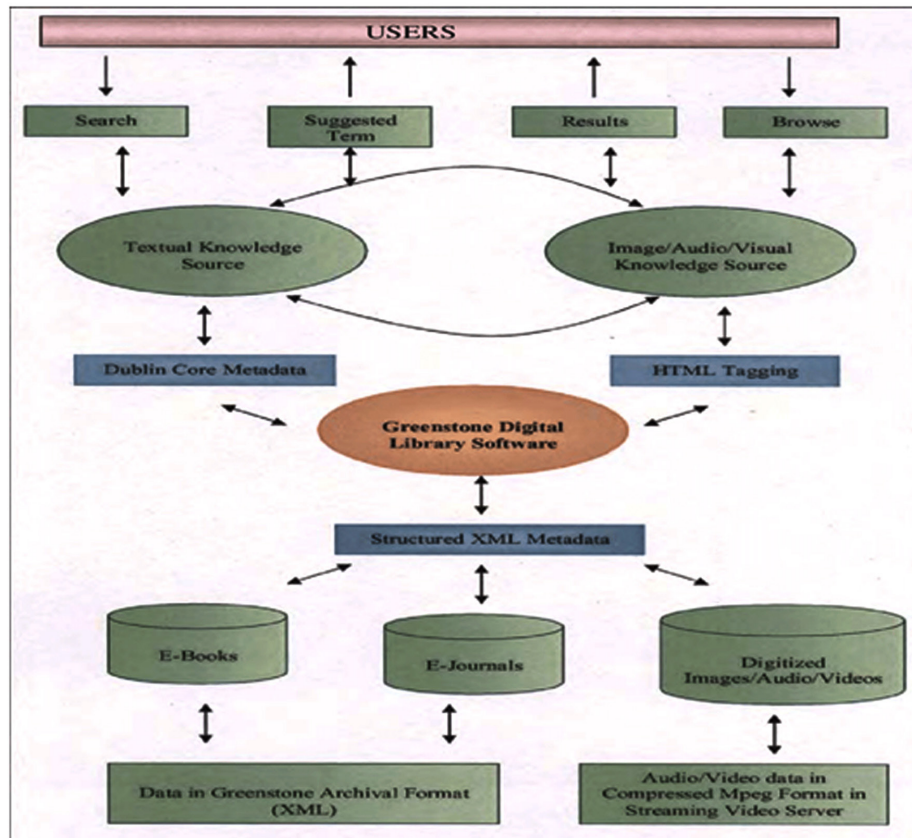 USERS
Search
Suggested
Term
Results
Browse
Textual Knowledge
Source
Image/Audio/Visual
Knowledge Source
Dublin Core Metadata
HTML Tagging
Greenstone Digital
Library Software
Structured XML Metadata
E-Books
E-Journals
Digitized
Images/Audio/Videos
Data in Greenstone Archival Format
(XML)
Audio/Video data in
Compressed Mpeg Format in
Streaming Video Server